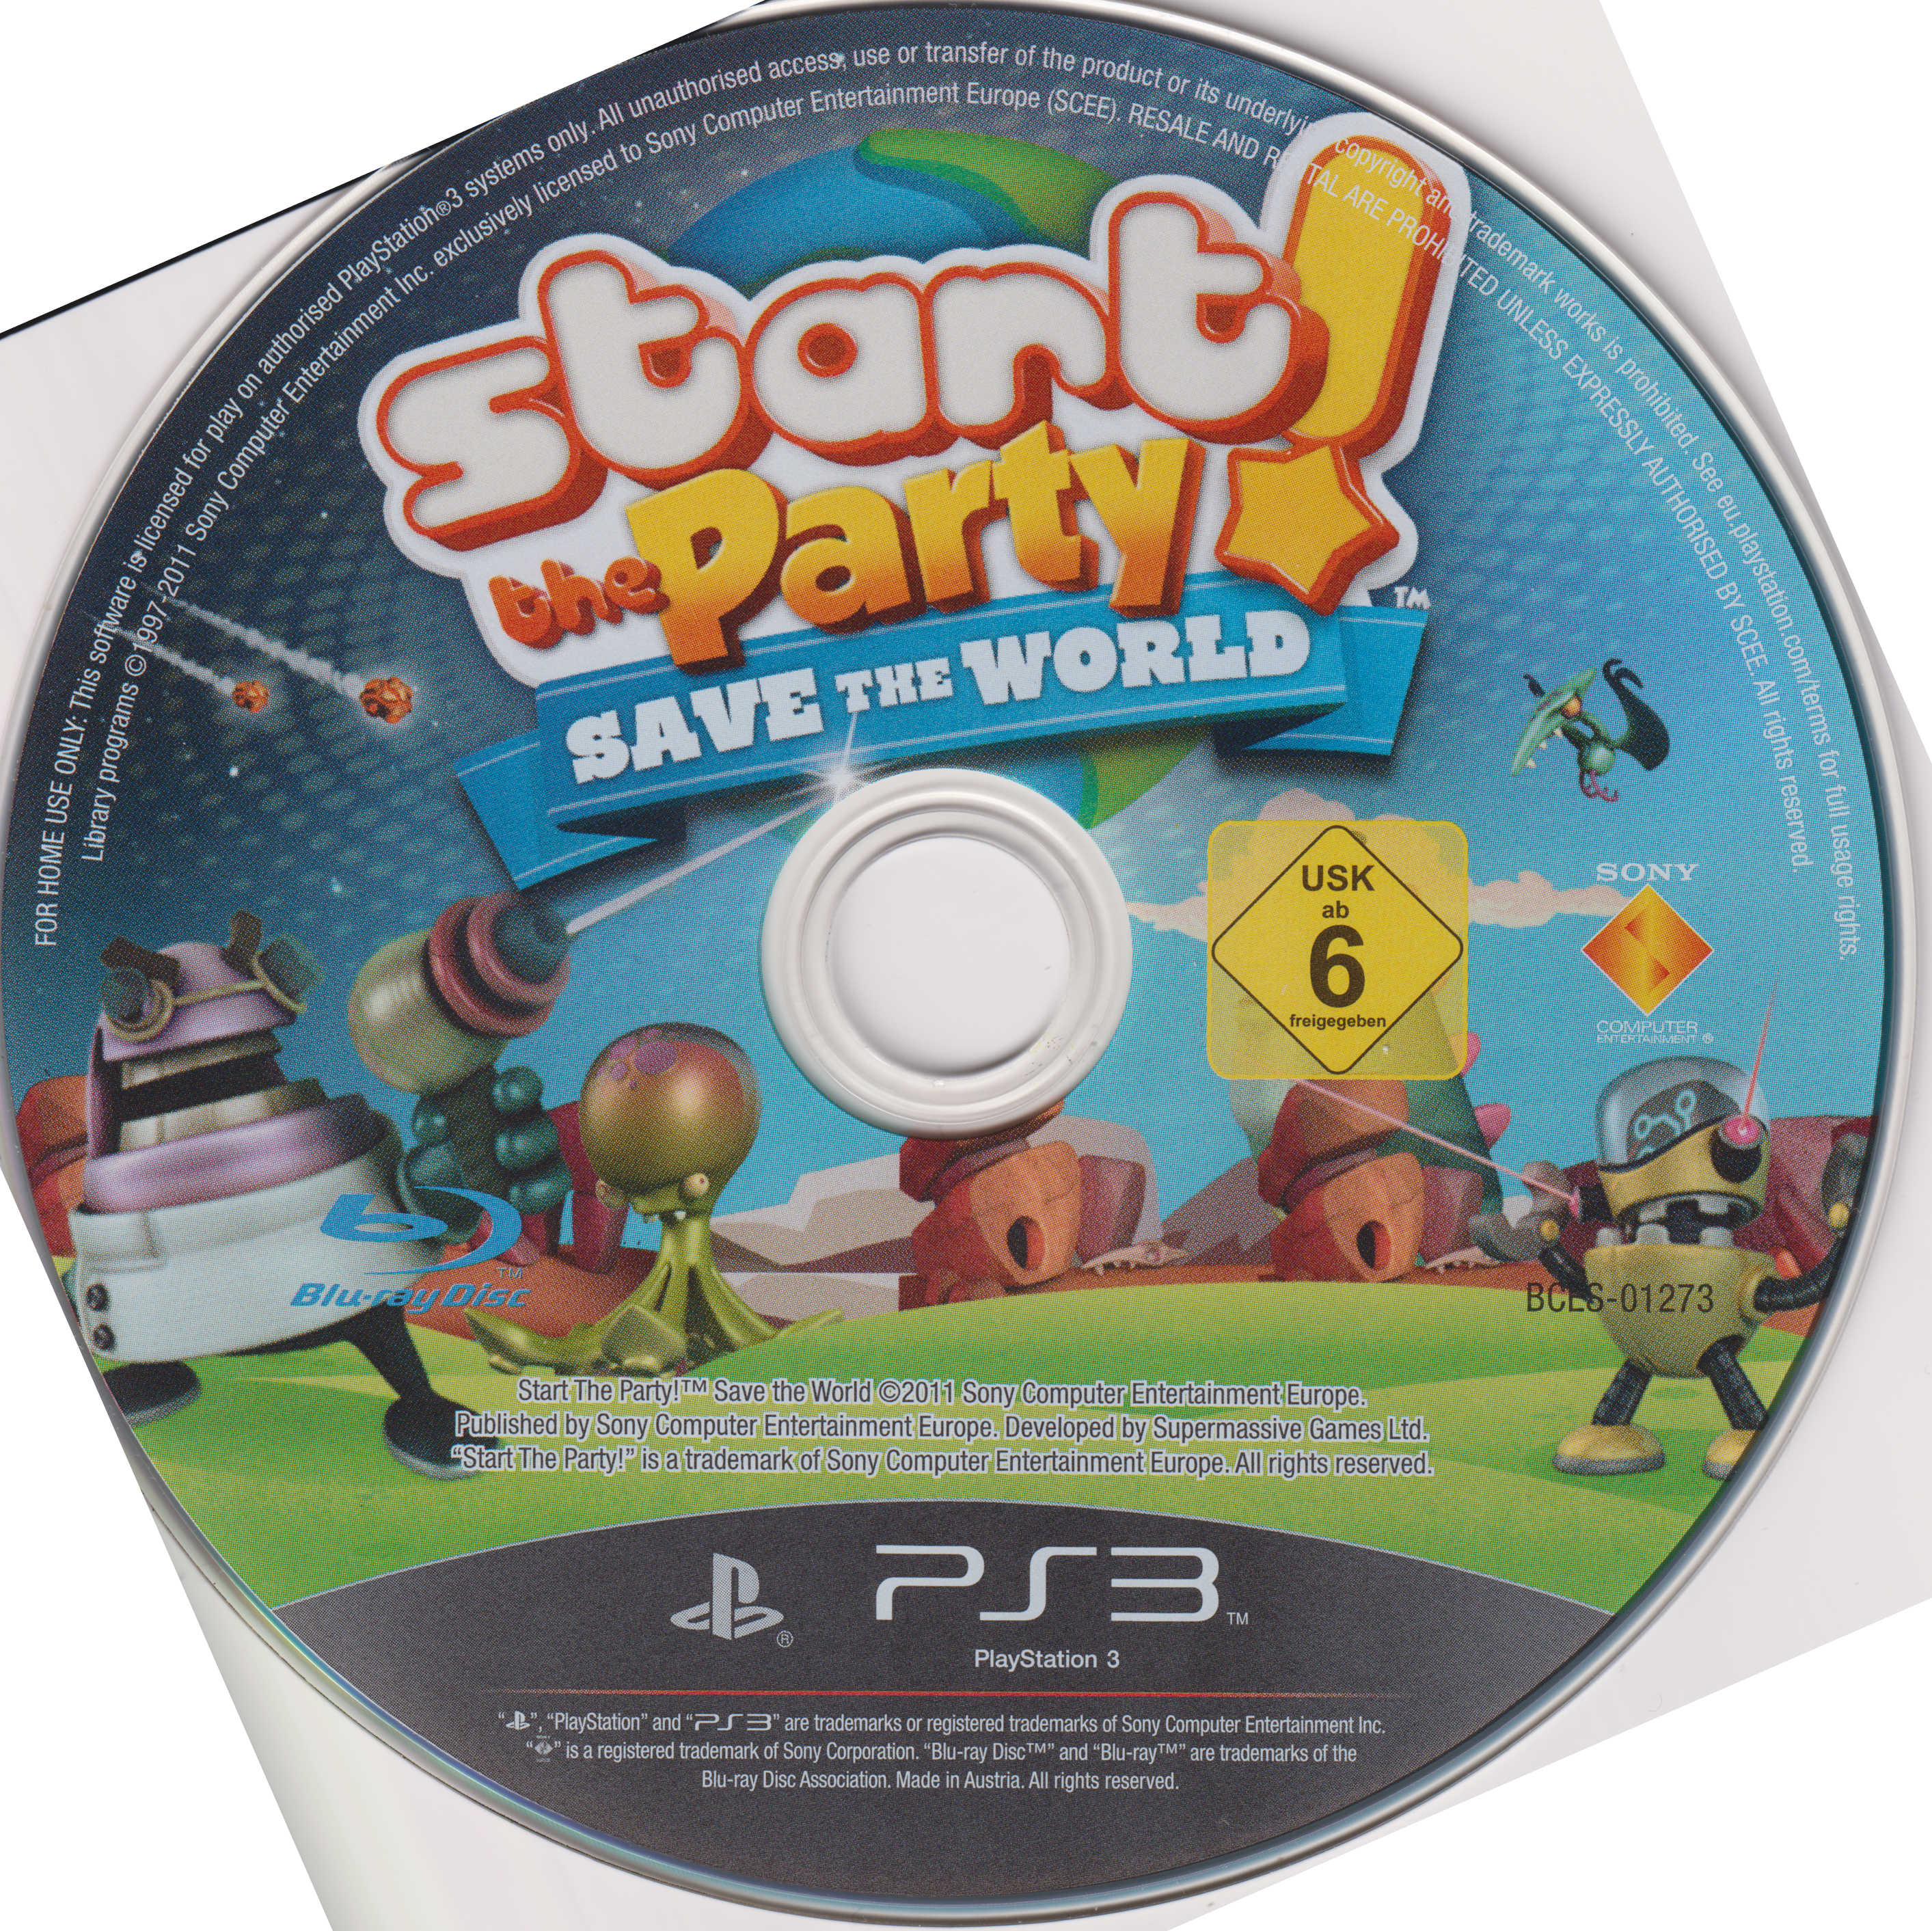 FOR HOME USE ONLY: This software is licensed for play on authorised PlayStation®3 systems only. All unauthorised access, use or transfer of the product or its underlying copyright and trademark works is prohibited. See eu.playstation.com/terms for full usage rights.
Library programs ©1997-2011 Sony Computer Entertainment Inc. exclusively licensed to Sony Computer Entertainment Europe (SCEE). RESALE AND RENTAL ARE PROHIBITED UNLESS EXPRESSLY AUTHORISED BY SCEE. All rights reserved.
start!
the Party
SAVE THE WORLD™
USK
ab
6
freigegeben
SONY
COMPUTER
ENTERTAINMENT ®
Blu-ray Disc™
BCES-01273
Start The Party!™ Save the World ©2011 Sony Computer Entertainment Europe.
Published by Sony Computer Entertainment Europe. Developed by Supermassive Games Ltd.
“Start The Party!” is a trademark of Sony Computer Entertainment Europe. All rights reserved.
® PS3™
PlayStation 3
“ ”, “PlayStation” and “PS3” are trademarks or registered trademarks of Sony Computer Entertainment Inc.
“ ” is a registered trademark of Sony Corporation. “Blu-ray Disc™” and “Blu-ray™” are trademarks of the
Blu-ray Disc Association. Made in Austria. All rights reserved.